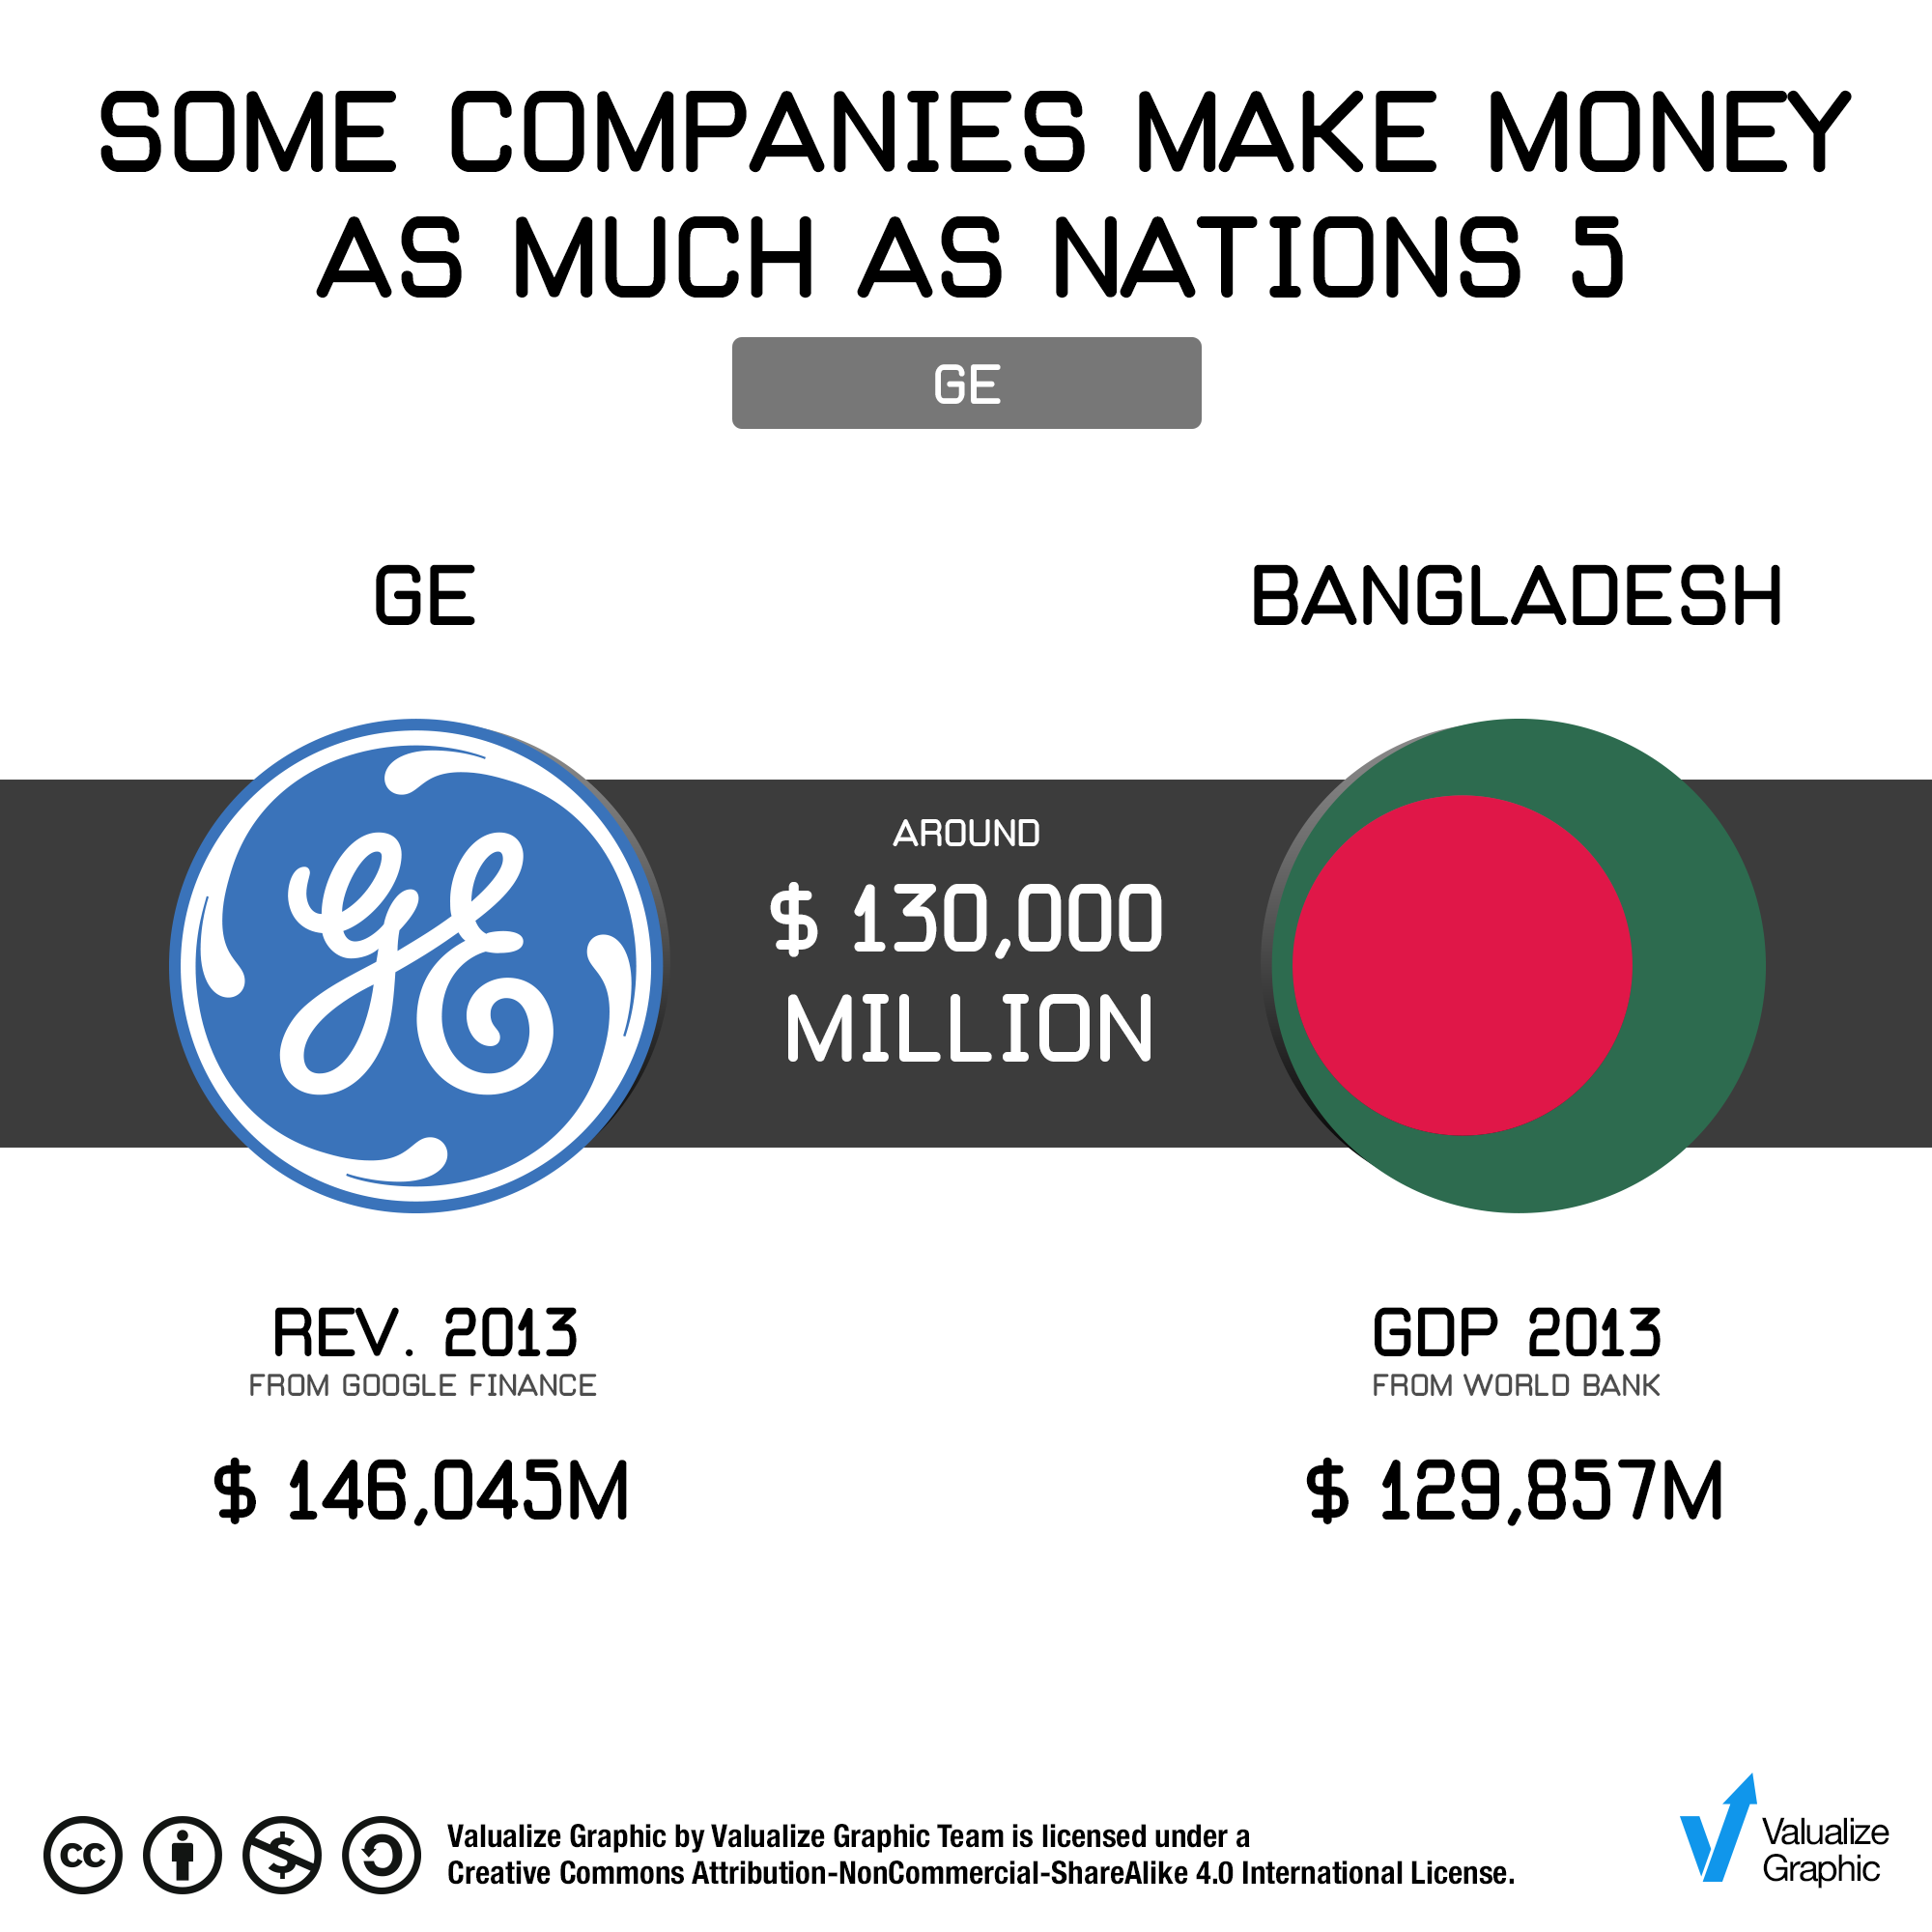 SOME COMPANIES MAKE MONEY
AS MUCH AS NATIONS 5
GE
GE
BANGLADESH
GE
AROUND
$ 130,000
MILLION
REV. 2013
FROM GOOGLE FINANCE
$ 146,045M
GDP 2013
FROM WORLD BANK
$ 129,857M
cc
$
Valualize Graphic by Valualize Graphic Team is licensed under a
Creative Commons Attribution-NonCommercial-ShareAlike 4.0 International License.
Valualize
Graphic